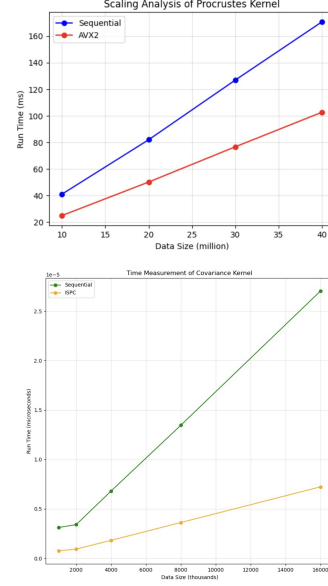 Scaling Analysis of Procrustes Kernel
Sequential
AVX2
160
140
120
100
80
60
40
20
Run Time (ms)
10 15 20 25 30 35 40
Data Size (million)
Time Measurement of Covariance Kernel
1e-5
Sequential
ISPC
2.5
2.0
1.5
1.0
0.5
0.0
Run Time (microseconds)
2000 4000 6000 8000 10000 12000 14000 16000
Data Size (thousands)